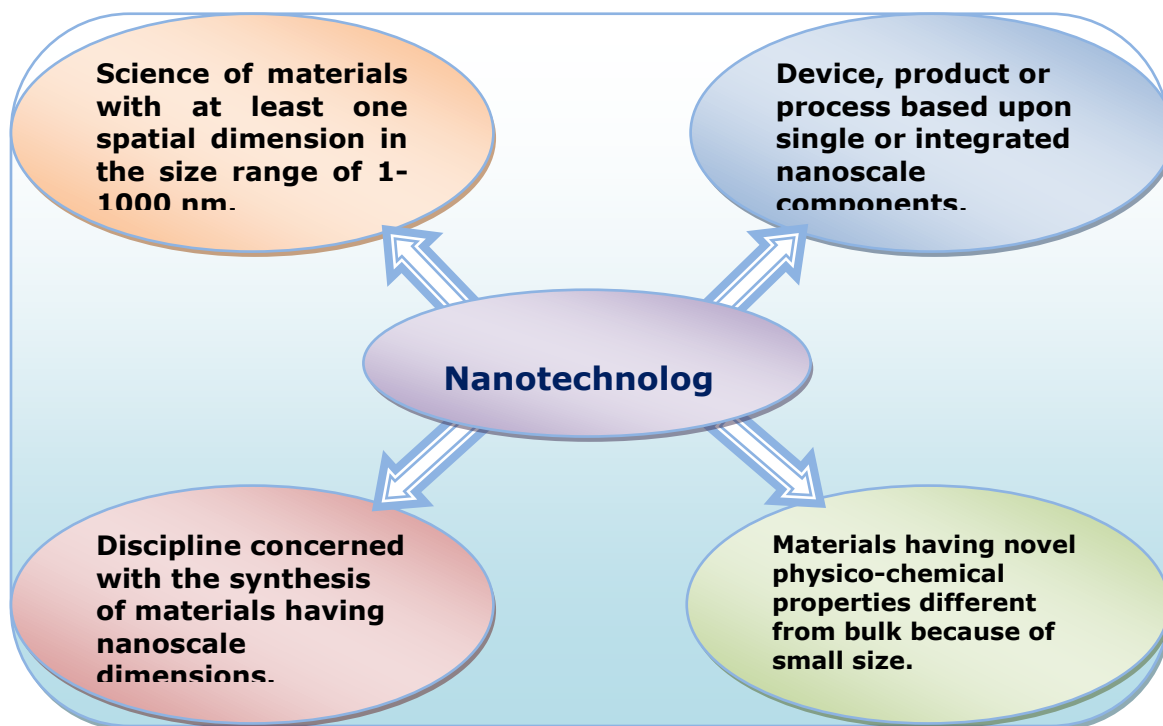 Science of materials
with at least one
spatial dimension in
the size range of 1-
1000 nm.
Device, product or
process based upon
single or integrated
nanoscale
components.
Nanotechnolog
Discipline concerned
with the synthesis
of materials having
nanoscale
dimensions.
Materials having novel
physico-chemical
properties different
from bulk because of
small size.